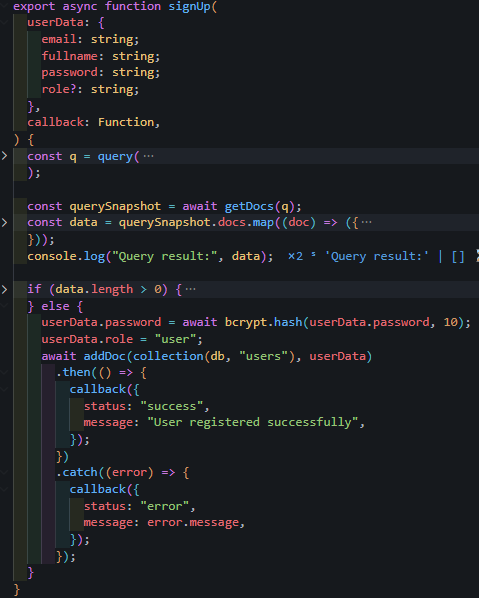 export async function signUp(
  userData: {
    email: string;
    fullname: string;
    password: string;
    role?: string;
  },
  callback: Function,
) {
  const q = query( ···
  );

  const querySnapshot = await getDocs(q);
  const data = querySnapshot.docs.map((doc) => ({ ···
  }));
  console.log("Query result:", data);  ×2 ˢ 'Query result:' | []

  if (data.length > 0) { ···
  } else {
    userData.password = await bcrypt.hash(userData.password, 10);
    userData.role = "user";
    await addDoc(collection(db, "users"), userData)
      .then(() => {
        callback({
          status: "success",
          message: "User registered successfully",
        });
      })
      .catch((error) => {
        callback({
          status: "error",
          message: error.message,
        });
      });
  }
}